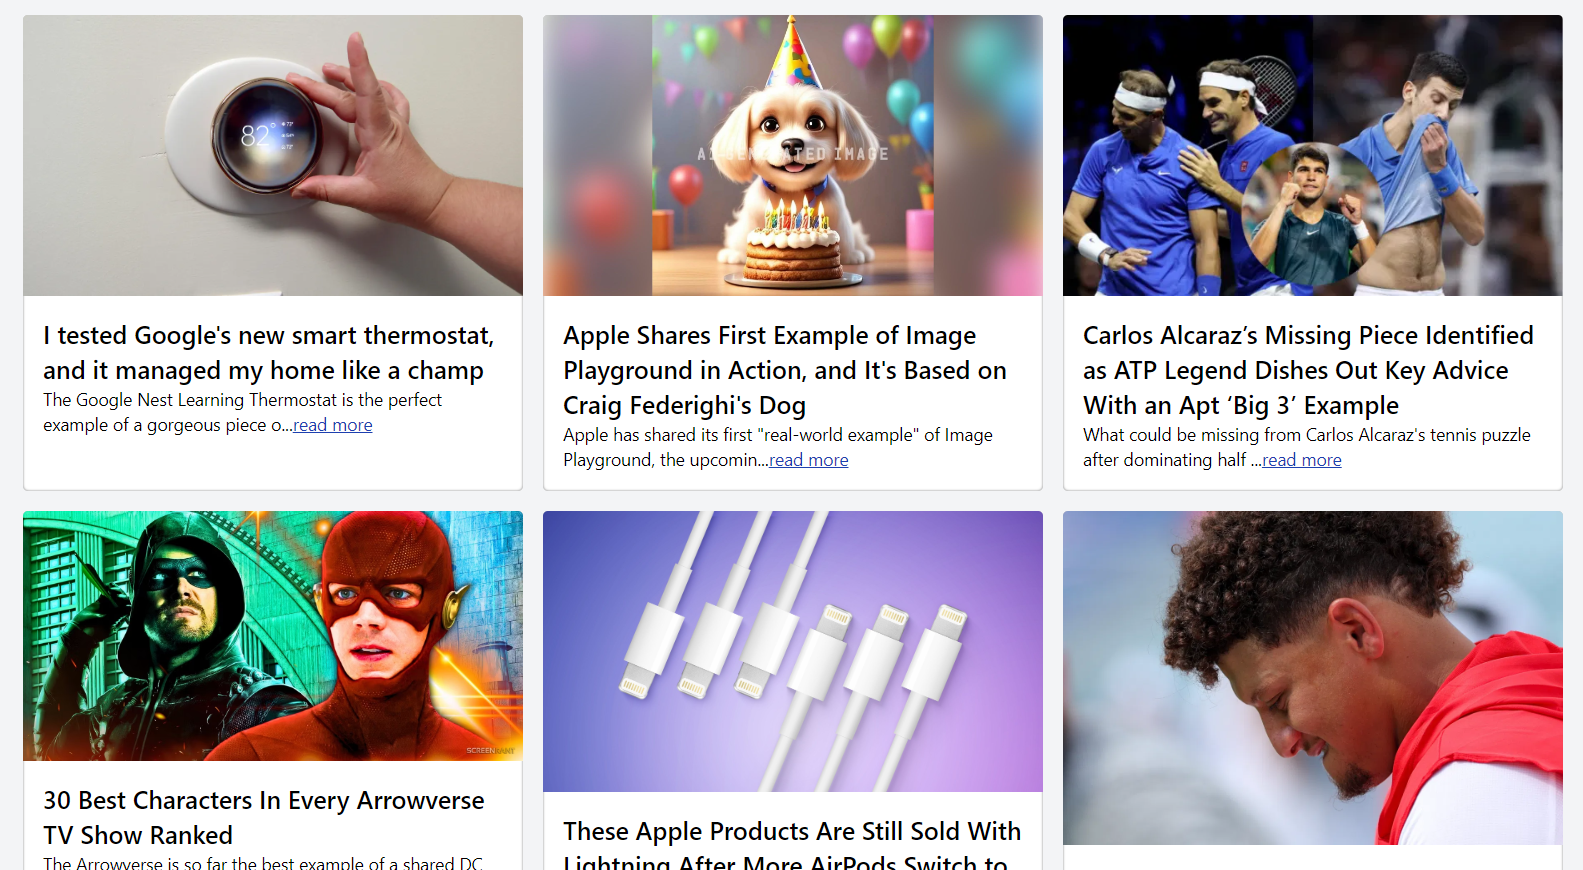 82°
AI GENERATED IMAGE
I tested Google's new smart thermostat,
and it managed my home like a champ
The Google Nest Learning Thermostat is the perfect
example of a gorgeous piece o...read more
Apple Shares First Example of Image
Playground in Action, and It's Based on
Craig Federighi's Dog
Apple has shared its first "real-world example" of Image
Playground, the upcomin...read more
Carlos Alcaraz’s Missing Piece Identified
as ATP Legend Dishes Out Key Advice
With an Apt ‘Big 3’ Example
What could be missing from Carlos Alcaraz's tennis puzzle
after dominating half ...read more
SCREENRANT
30 Best Characters In Every Arrowverse
TV Show Ranked
The Arrowverse is so far the best example of a shared DC
These Apple Products Are Still Sold With
Lightning After More AirPods Switch to